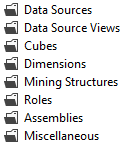 Data Sources
Data Source Views
Cubes
Dimensions
Mining Structures
Roles
Assemblies
Miscellaneous